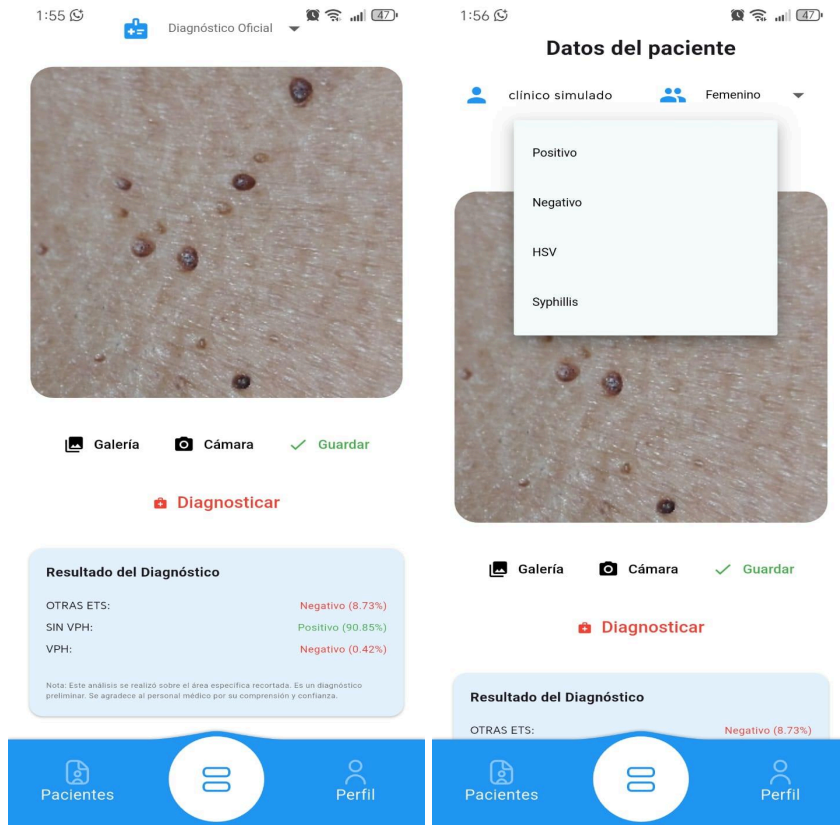 1:55
47
Diagnóstico Oficial
Galería
Cámara
Guardar
Diagnosticar
Resultado del Diagnóstico
OTRAS ETS: Negativo (8.73%)
SIN VPH: Positivo (90.85%)
VPH: Negativo (0.42%)
Nota: Este análisis se realizó sobre el área específica recortada. Es un diagnóstico
preliminar. Se agradece al personal médico por su comprensión y confianza.
Pacientes
Perfil
1:56
47
Datos del paciente
clínico simulado
Femenino
Positivo
Negativo
HSV
Syphillis
Galería
Cámara
Guardar
Diagnosticar
Resultado del Diagnóstico
OTRAS ETS: Negativo (8.73%)
Pacientes
Perfil